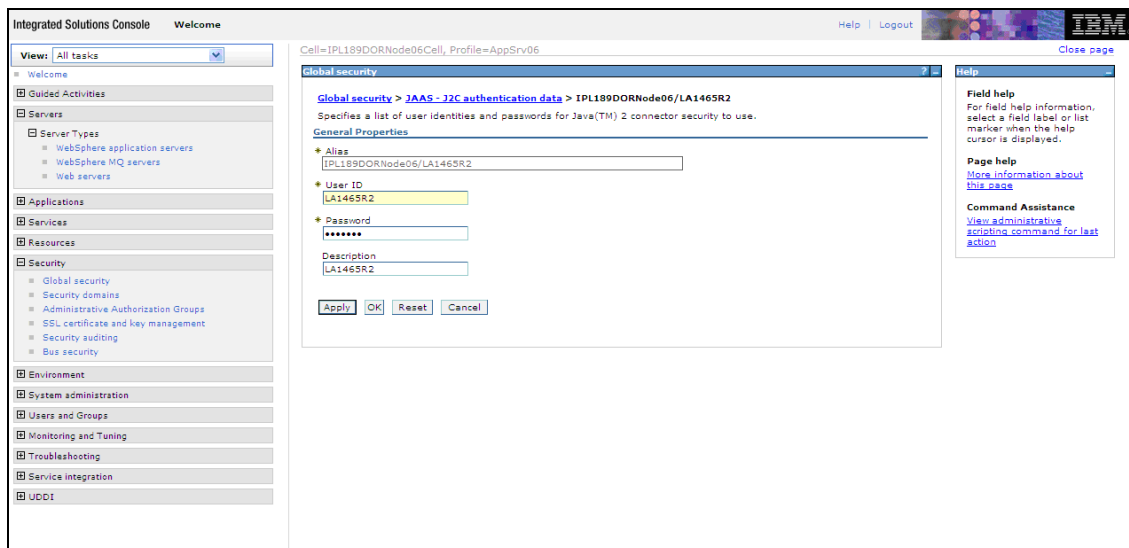 Integrated Solutions Console Welcome Help | Logout IBM
View: All tasks
Welcome
Guided Activities
Servers
Server Types
WebSphere application servers
WebSphere MQ servers
Web servers
Applications
Services
Resources
Security
Global security
Security domains
Administrative Authorization Groups
SSL certificate and key management
Security auditing
Bus security
Environment
System administration
Users and Groups
Monitoring and Tuning
Troubleshooting
Service integration
UDDI
Cell=IPL189DORNode06Cell, Profile=AppSrv06
Close page
Global security ? -
Global security > JAAS - J2C authentication data > IPL189DORNode06/LA1465R2
Specifies a list of user identities and passwords for Java(TM) 2 connector security to use.
General Properties
* Alias
IPL189DORNode06/LA1465R2
* User ID
LA1465R2
* Password
•••••••
Description
LA1465R2
Apply OK Reset Cancel
Help -
Field help
For field help information,
select a field label or list
marker when the help
cursor is displayed.
Page help
More information about
this page
Command Assistance
View administrative
scripting command for last
action